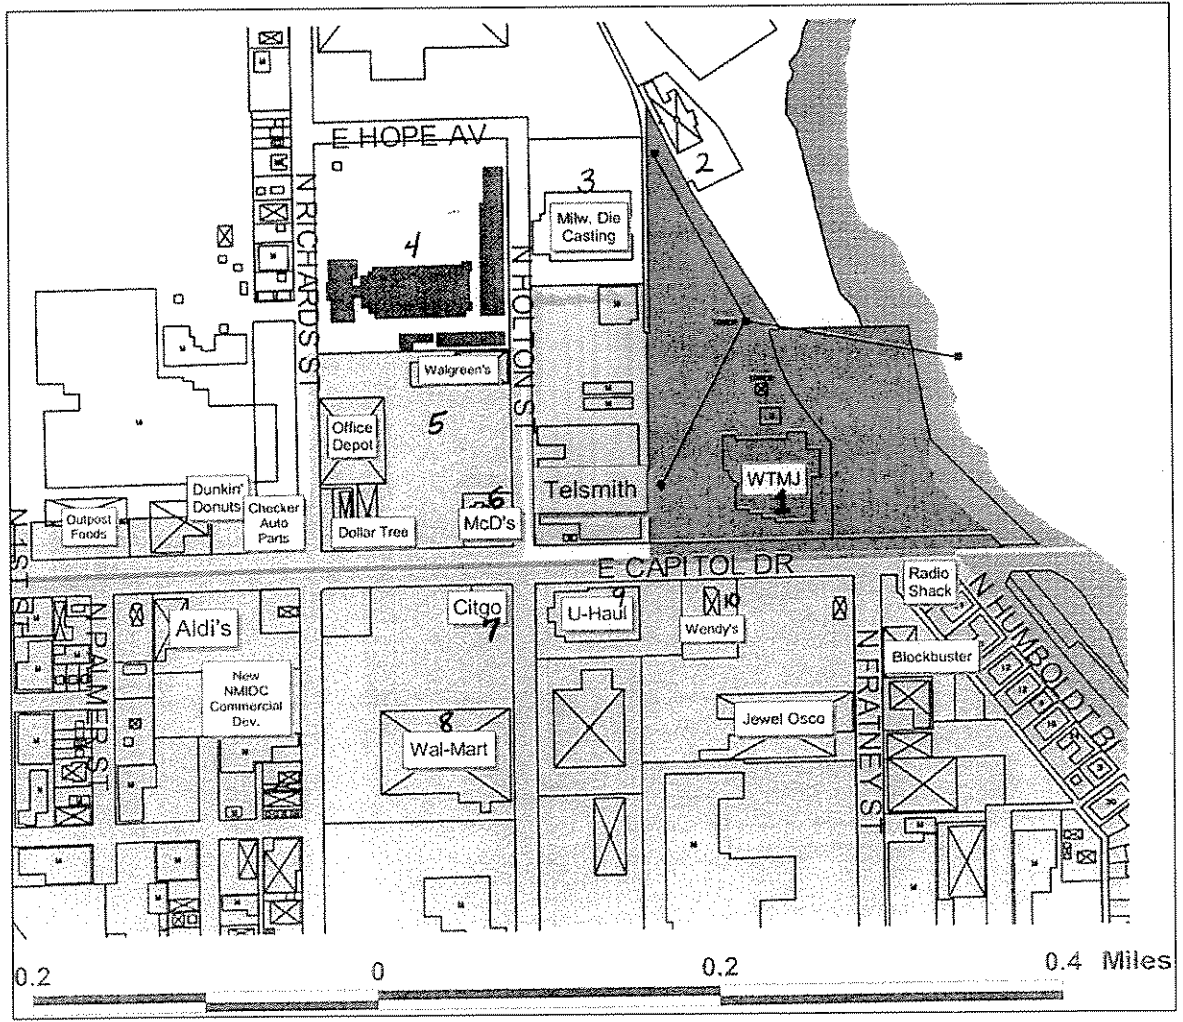 E HOPE AV
N RICHARDS ST
N HOLTON ST
2
3
Milw. Die
Casting
4
Walgreen's
5
Office
Depot
Telsmith
WTMJ
1
Dunkin'
Donuts
Checker
Auto
Parts
Outpost
Foods
Dollar Tree
6
McD's
E CAPITOL DR
N 1ST ST
N PALMER ST
Aldi's
New
NMIDC
Commercial
Dev.
Citgo
7
9
U-Haul
10
Wendy's
Radio
Shack
N HUMBOLDT BL
Blockbuster
N FRATNEY ST
8
Wal-Mart
Jewel Osco
0.2
0
0.2
0.4 Miles